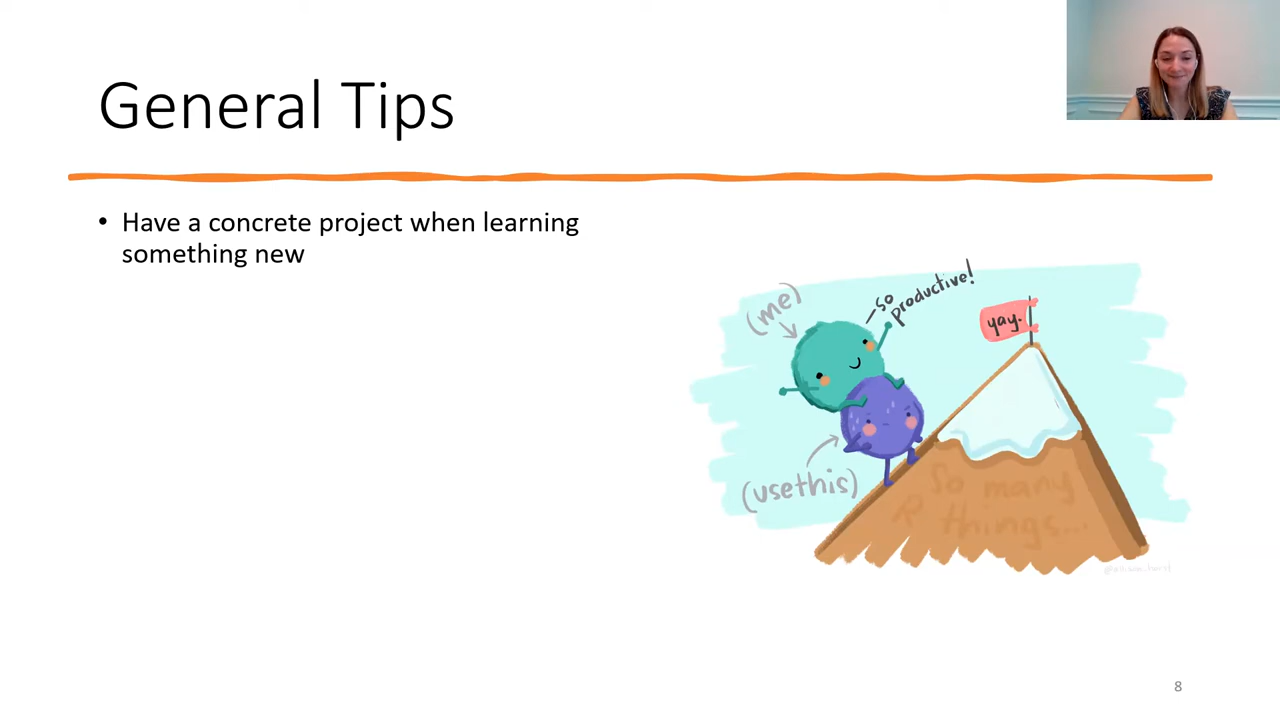 General Tips
• Have a concrete project when learning
something new
(me)
—so
productive!
yay.
(usethis)
So many
R things...
8